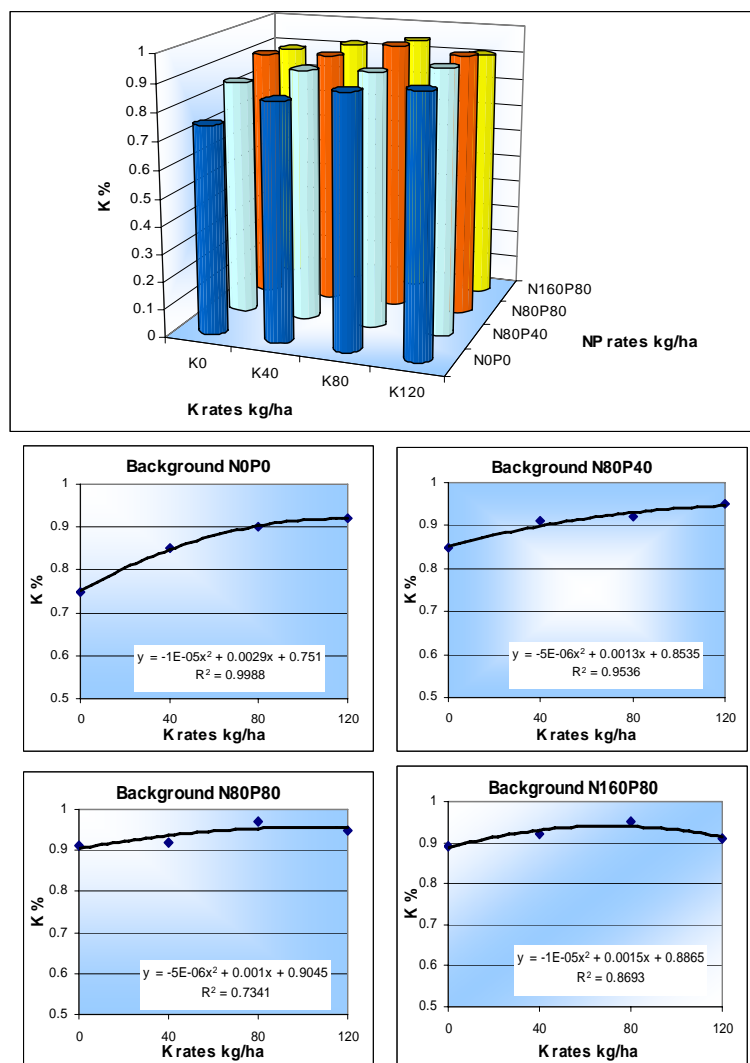 1
0.9
0.8
0.7
0.6
0.5
0.4
0.3
0.2
0.1
0
K %
K0
K40
K80
K120
K rates kg/ha
N0P0
N80P40
N80P80
N160P80
NP rates kg/ha
Background N0P0
1
0.9
0.8
0.7
0.6
0.5
K %
y = -1E-05x² + 0.0029x + 0.751
R² = 0.9988
0
40
80
120
K rates kg/ha
Background N80P40
1
0.9
0.8
0.7
0.6
0.5
K %
y = -5E-06x² + 0.0013x + 0.8535
R² = 0.9536
0
40
80
120
K rates kg/ha
Background N80P80
1
0.9
0.8
0.7
0.6
0.5
K %
y = -5E-06x² + 0.001x + 0.9045
R² = 0.7341
0
40
80
120
K rates kg/ha
Background N160P80
1
0.9
0.8
0.7
0.6
0.5
K %
y = -1E-05x² + 0.0015x + 0.8865
R² = 0.8693
0
40
80
120
K rates kg/ha